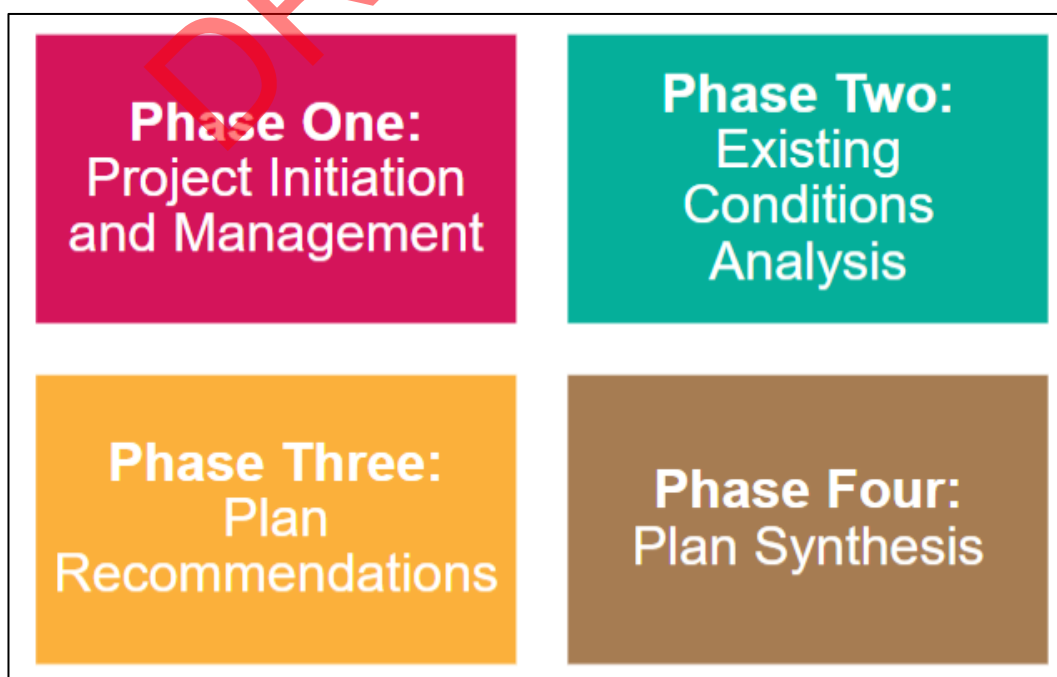 Phase One:
Project Initiation
and Management
Phase Two:
Existing
Conditions
Analysis
Phase Three:
Plan
Recommendations
Phase Four:
Plan Synthesis